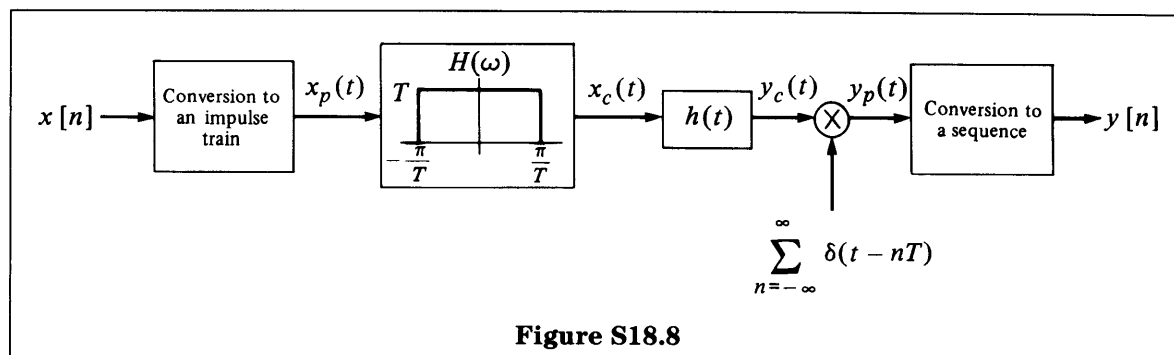 x[n]
Conversion to
an impulse
train
x_p(t)
H(ω)
T
-π/T
π/T
x_c(t)
h(t)
y_c(t)
×
y_p(t)
Conversion to
a sequence
y[n]
∞
∑ δ(t − nT)
n=−∞
Figure S18.8